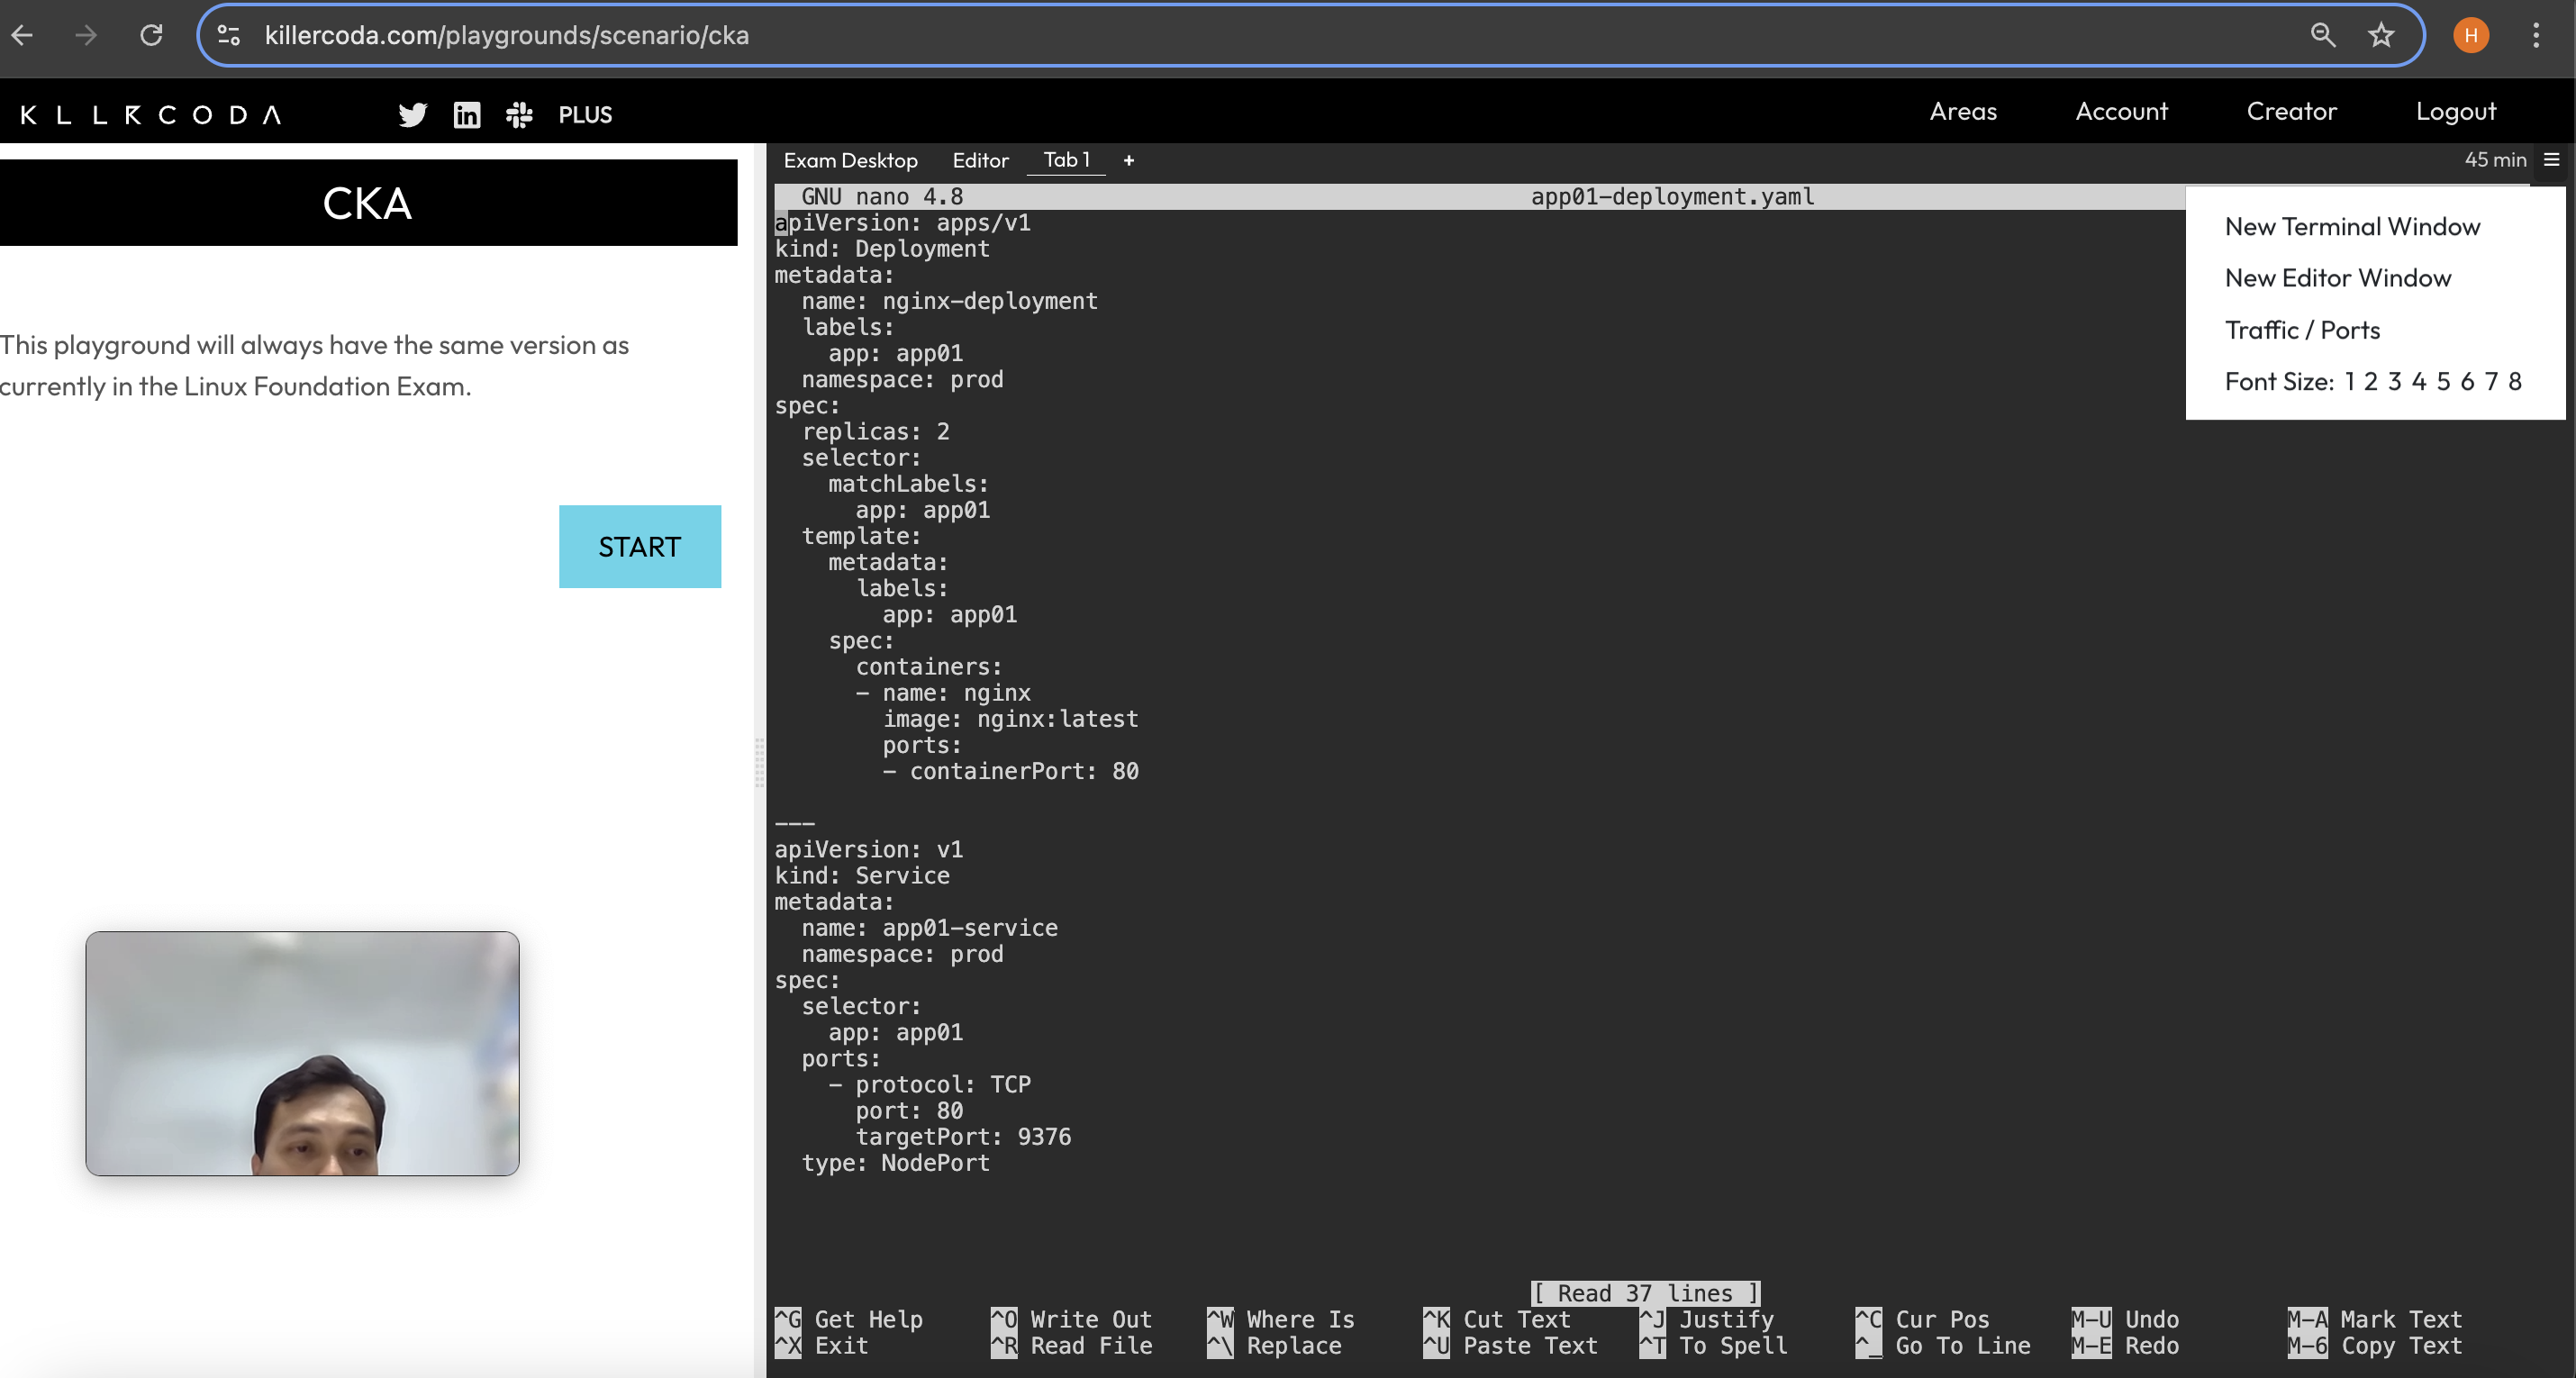 killercoda.com/playgrounds/scenario/cka
H
KLLRCODA
PLUS
Areas
Account
Creator
Logout
CKA
This playground will always have the same version as
currently in the Linux Foundation Exam.
START
Exam Desktop
Editor
Tab 1
+
45 min
New Terminal Window
New Editor Window
Traffic / Ports
Font Size: 1 2 3 4 5 6 7 8
GNU nano 4.8 app01-deployment.yaml
apiVersion: apps/v1
kind: Deployment
metadata:
  name: nginx-deployment
  labels:
    app: app01
  namespace: prod
spec:
  replicas: 2
  selector:
    matchLabels:
      app: app01
  template:
    metadata:
      labels:
        app: app01
    spec:
      containers:
      - name: nginx
        image: nginx:latest
        ports:
        - containerPort: 80
---
apiVersion: v1
kind: Service
metadata:
  name: app01-service
  namespace: prod
spec:
  selector:
    app: app01
  ports:
    - protocol: TCP
      port: 80
      targetPort: 9376
  type: NodePort
[ Read 37 lines ]
^G Get Help ^O Write Out ^W Where Is ^K Cut Text ^J Justify ^C Cur Pos M-U Undo M-A Mark Text
^X Exit ^R Read File ^\ Replace ^U Paste Text ^T To Spell ^_ Go To Line M-E Redo M-6 Copy Text